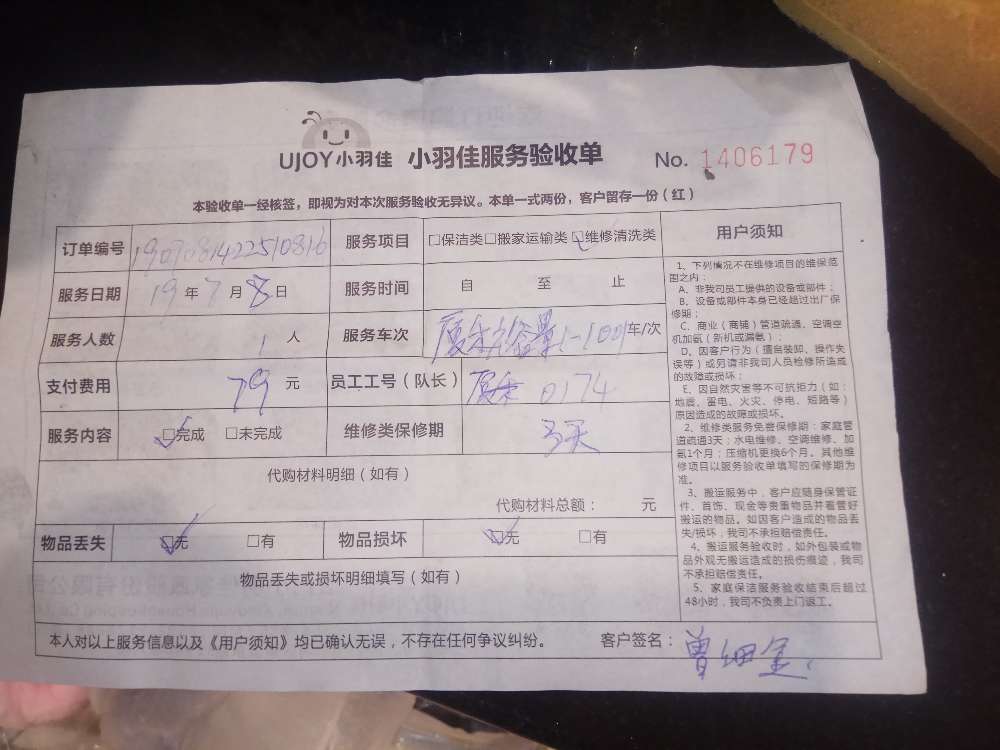 UJOY小羽佳 小羽佳服务验收单 No. 1406179
本验收单一经核签，即视为对本次服务验收无异议。本单一式两份，客户留存一份（红）
订单编号 190708142251081６ 服务项目 □保洁类□搬家运输类☑维修清洗类
服务日期 19年7月8日 服务时间 自 至 止
服务人数 1人 服务车次 1-100 车/次
支付费用 79元 员工工号（队长） 0174
服务内容 ☑完成 □未完成 维修类保修期 3天
代购材料明细（如有）
代购材料总额： 元
物品丢失 ☑无 □有 物品损坏 ☑无 □有
物品丢失或损坏明细填写（如有）
用户须知
1、下列情况不在维修项目的维保范
围之内：
A、非我司员工提供的设备或部件；
B、设备或部件本身已经超过出厂保
修期；
C、商业（商铺）管道疏通、空调空
机加氨（新机或漏氨）；
D、因客户行为（擅自装卸、操作失
误等）或另请非我司人员检修所造成
的故障或损坏；
E、因自然灾害等不可抗拒力（如：
地震、雷电、火灾、停电、短路等）
原因造成的故障或损坏。
2、维修类服务免费保修期：家庭管
道疏通3天；水电维修、空调维修、加
氨1个月；压缩机更换6个月。其他维
修项目以服务验收单填写的保修期为
准。
3、搬运服务中，客户应随身保管证
件、首饰、现金等贵重物品并看管好
搬运的物品。如因客户造成的物品丢
失/损坏，我司不承担赔偿责任。
4、搬运服务验收时，如外包装或物
品外观无搬运造成的损伤痕迹，我司
不承担赔偿责任。
5、家庭保洁服务验收结束后超过
48小时，我司不负责上门返工。
本人对以上服务信息以及《用户须知》均已确认无误，不存在任何争议纠纷。 客户签名：曾细金